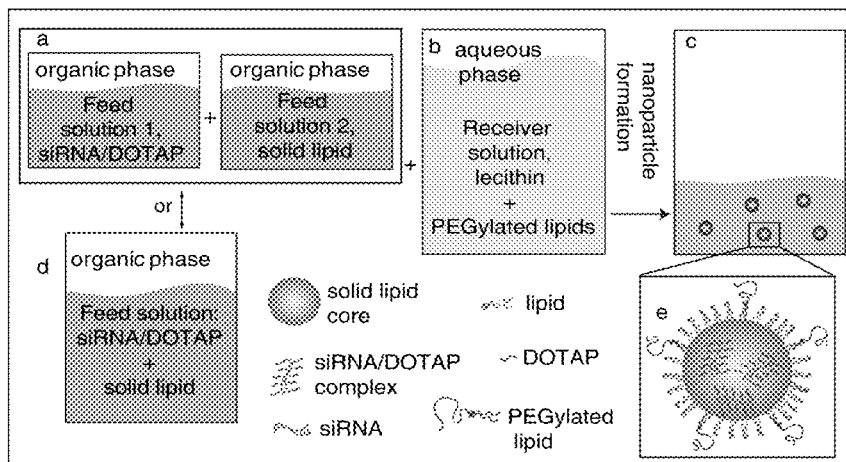 a
organic phase
Feed
solution 1,
siRNA/DOTAP
+
organic phase
Feed
solution 2,
solid lipid
+
b
aqueous
phase
Receiver
solution,
lecithin
+
PEGylated lipids
nanoparticle
formation
c
or
d
organic phase
Feed solution:
siRNA/DOTAP
+
solid lipid
solid lipid
core
lipid
siRNA/DOTAP
complex
DOTAP
siRNA
PEGylated
lipid
e